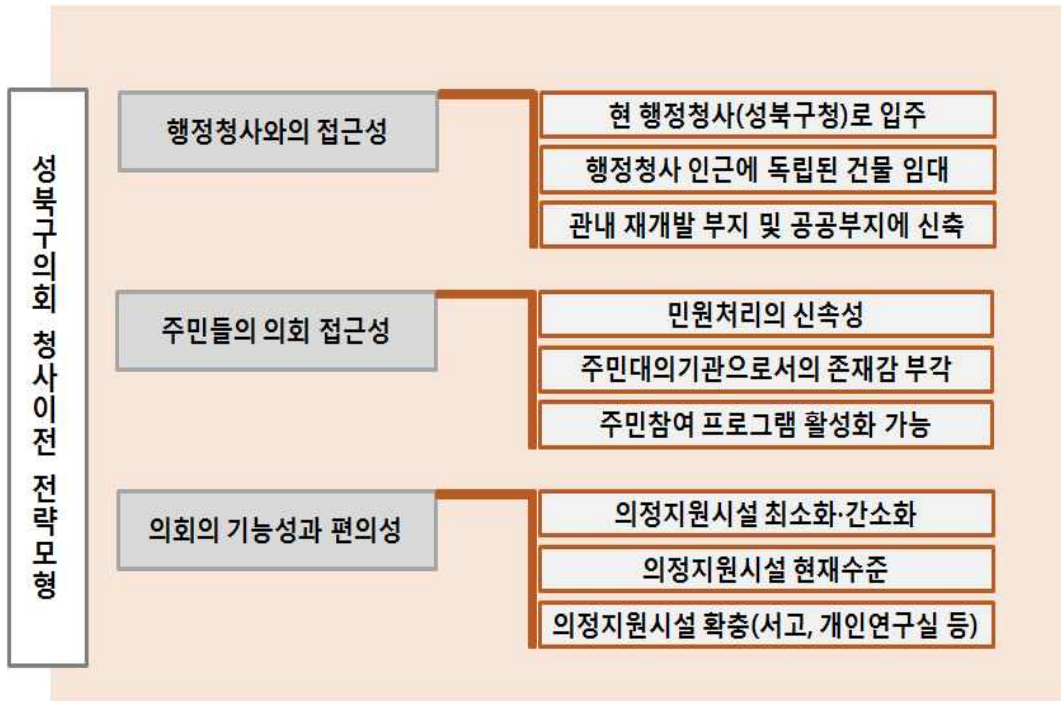 성북구의회 청사이전 전략모형
행정청사와의 접근성
현 행정청사(성북구청)로 입주
행정청사 인근에 독립된 건물 임대
관내 재개발 부지 및 공공부지에 신축
주민들의 의회 접근성
민원처리의 신속성
주민대의기관으로서의 존재감 부각
주민참여 프로그램 활성화 가능
의회의 기능성과 편의성
의정지원시설 최소화·간소화
의정지원시설 현재수준
의정지원시설 확충(서고, 개인연구실 등)